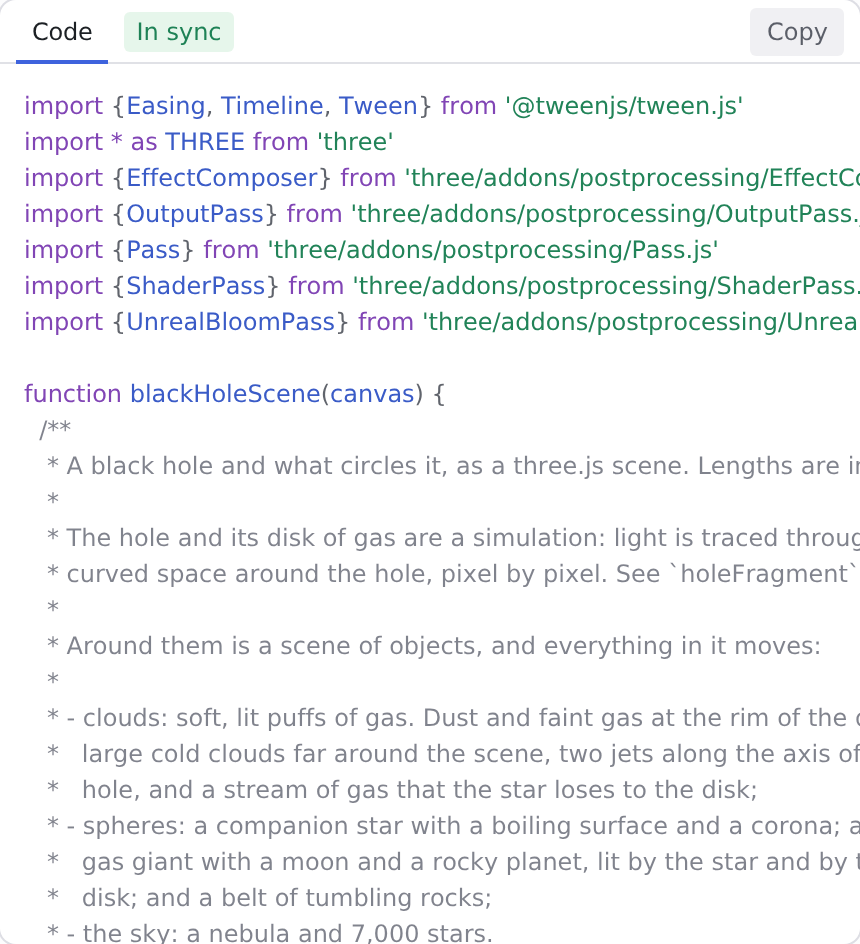 Code
In sync
Copy
import {Easing, Timeline, Tween} from '@tweenjs/tween.js'
import * as THREE from 'three'
import {EffectComposer} from 'three/addons/postprocessing/EffectCo
import {OutputPass} from 'three/addons/postprocessing/OutputPass.
import {Pass} from 'three/addons/postprocessing/Pass.js'
import {ShaderPass} from 'three/addons/postprocessing/ShaderPass.
import {UnrealBloomPass} from 'three/addons/postprocessing/Unrea
function blackHoleScene(canvas) {
/**
* A black hole and what circles it, as a three.js scene. Lengths are in
*
* The hole and its disk of gas are a simulation: light is traced throug
* curved space around the hole, pixel by pixel. See `holeFragment`
*
* Around them is a scene of objects, and everything in it moves:
*
* - clouds: soft, lit puffs of gas. Dust and faint gas at the rim of the
* large cold clouds far around the scene, two jets along the axis of
* hole, and a stream of gas that the star loses to the disk;
* - spheres: a companion star with a boiling surface and a corona; a
* gas giant with a moon and a rocky planet, lit by the star and by
* disk; and a belt of tumbling rocks;
* - the sky: a nebula and 7,000 stars.